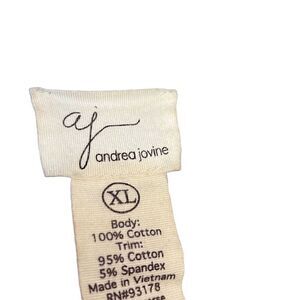 aj
andrea jovine
XL
Body:
100% Cotton
Trim:
95% Cotton
5% Spandex
Made in Vietnam
RN#93178